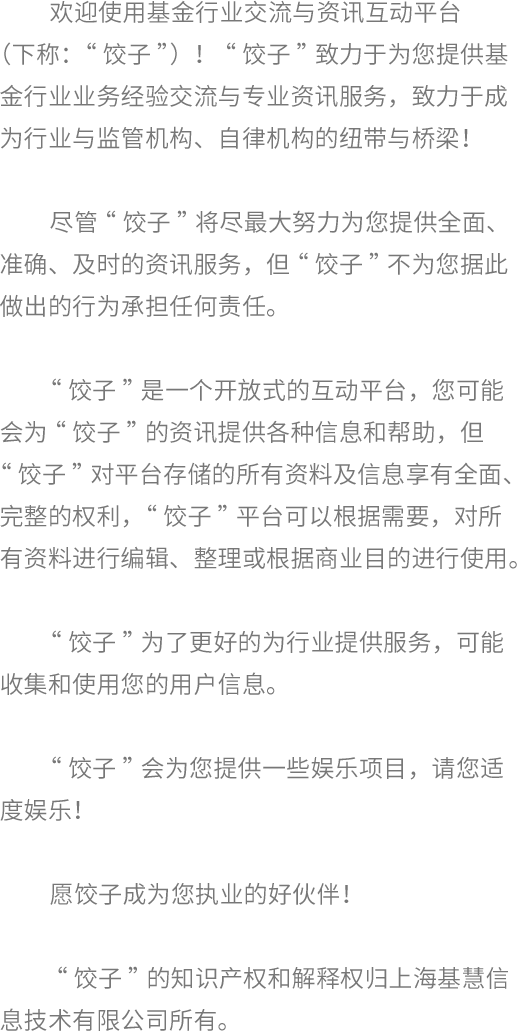 欢迎使用基金行业交流与资讯互动平台
（下称：“饺子”）！“饺子”致力于为您提供基
金行业业务经验交流与专业资讯服务，致力于成
为行业与监管机构、自律机构的纽带与桥梁！
尽管“饺子”将尽最大努力为您提供全面、
准确、及时的资讯服务，但“饺子”不为您据此
做出的行为承担任何责任。
“饺子”是一个开放式的互动平台，您可能
会为“饺子”的资讯提供各种信息和帮助，但
“饺子”对平台存储的所有资料及信息享有全面、
完整的权利，“饺子”平台可以根据需要，对所
有资料进行编辑、整理或根据商业目的进行使用。
“饺子”为了更好的为行业提供服务，可能
收集和使用您的用户信息。
“饺子”会为您提供一些娱乐项目，请您适
度娱乐！
愿饺子成为您执业的好伙伴！
“饺子”的知识产权和解释权归上海基慧信
息技术有限公司所有。